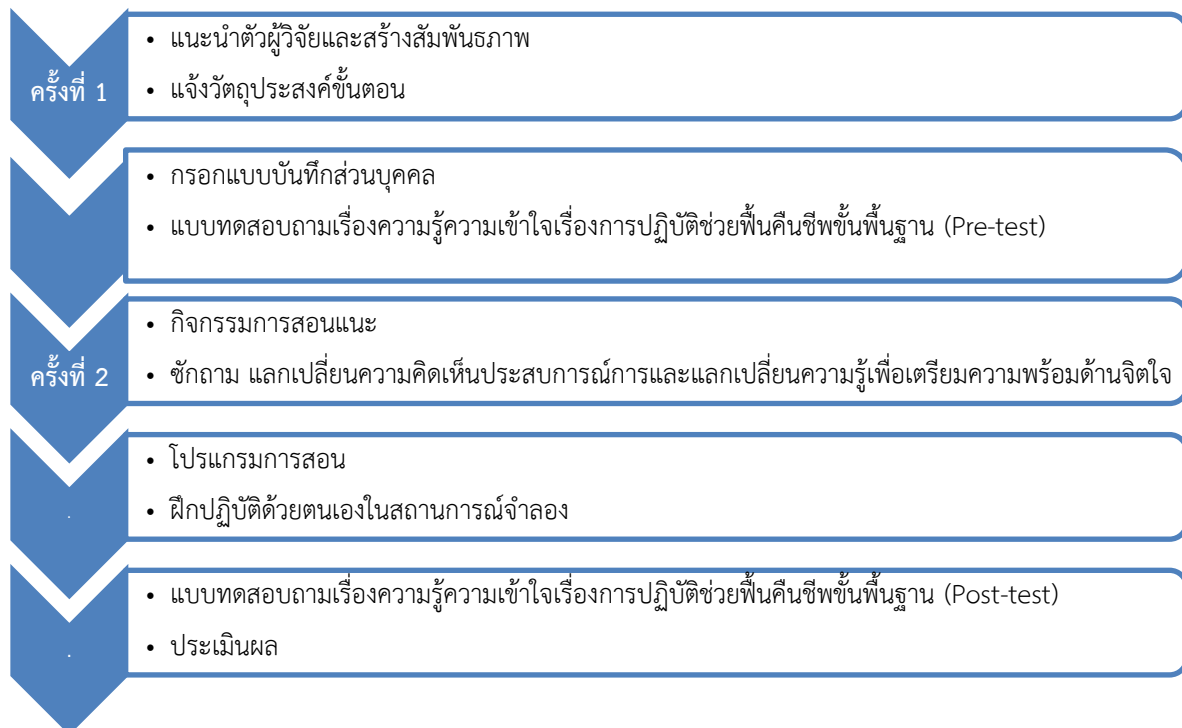 • แนะนำตัวผู้วิจัยและสร้างสัมพันธภาพ
ครั้งที่ 1
• แจ้งวัตถุประสงค์ขั้นตอน
• กรอกแบบบันทึกส่วนบุคคล
• แบบทดสอบถามเรื่องความรู้ความเข้าใจเรื่องการปฏิบัติช่วยฟื้นคืนชีพขั้นพื้นฐาน (Pre-test)
• กิจกรรมการสอนแนะ
ครั้งที่ 2
• ซักถาม แลกเปลี่ยนความคิดเห็นประสบการณ์การและแลกเปลี่ยนความรู้เพื่อเตรียมความพร้อมด้านจิตใจ
• โปรแกรมการสอน
.
• ฝึกปฏิบัติด้วยตนเองในสถานการณ์จำลอง
• แบบทดสอบถามเรื่องความรู้ความเข้าใจเรื่องการปฏิบัติช่วยฟื้นคืนชีพขั้นพื้นฐาน (Post-test)
.
• ประเมินผล